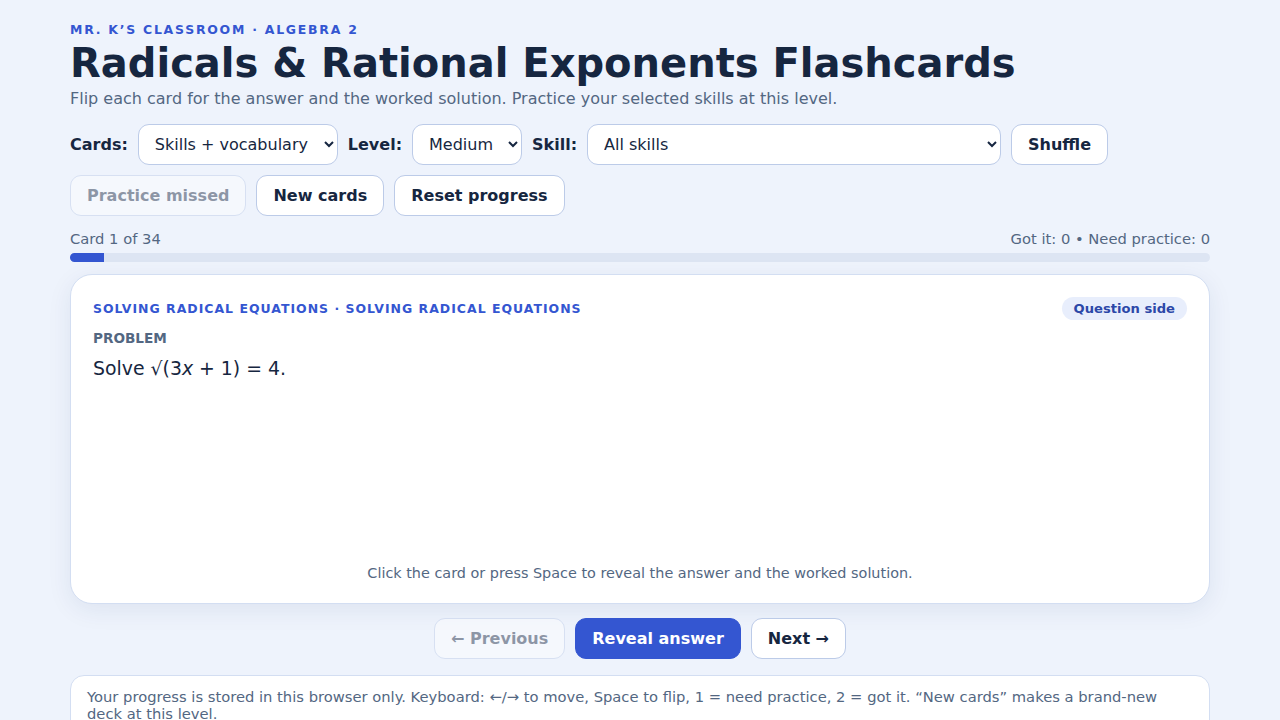 MR. K’S CLASSROOM · ALGEBRA 2
Radicals & Rational Exponents Flashcards
Flip each card for the answer and the worked solution. Practice your selected skills at this level.
Cards: Skills + vocabulary Level: Medium Skill: All skills Shuffle
Practice missed New cards Reset progress
Card 1 of 34 Got it: 0 • Need practice: 0
SOLVING RADICAL EQUATIONS · SOLVING RADICAL EQUATIONS Question side
PROBLEM
Solve √(3x + 1) = 4.
Click the card or press Space to reveal the answer and the worked solution.
← Previous Reveal answer Next →
Your progress is stored in this browser only. Keyboard: ←/→ to move, Space to flip, 1 = need practice, 2 = got it. “New cards” makes a brand-new
deck at this level.